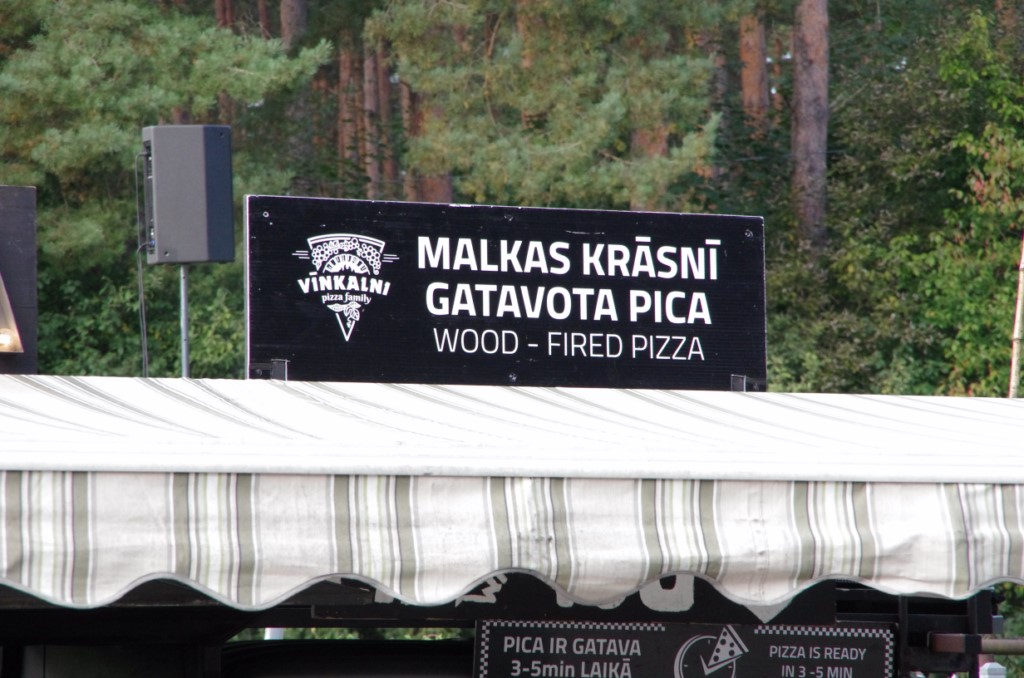 VINKALNI
pizza family
MALKAS KRĀSNĪ
GATAVOTA PICA
WOOD - FIRED PIZZA
PICA IR GATAVA
3-5min LAIKĀ
PIZZA IS READY
IN 3 -5 MIN